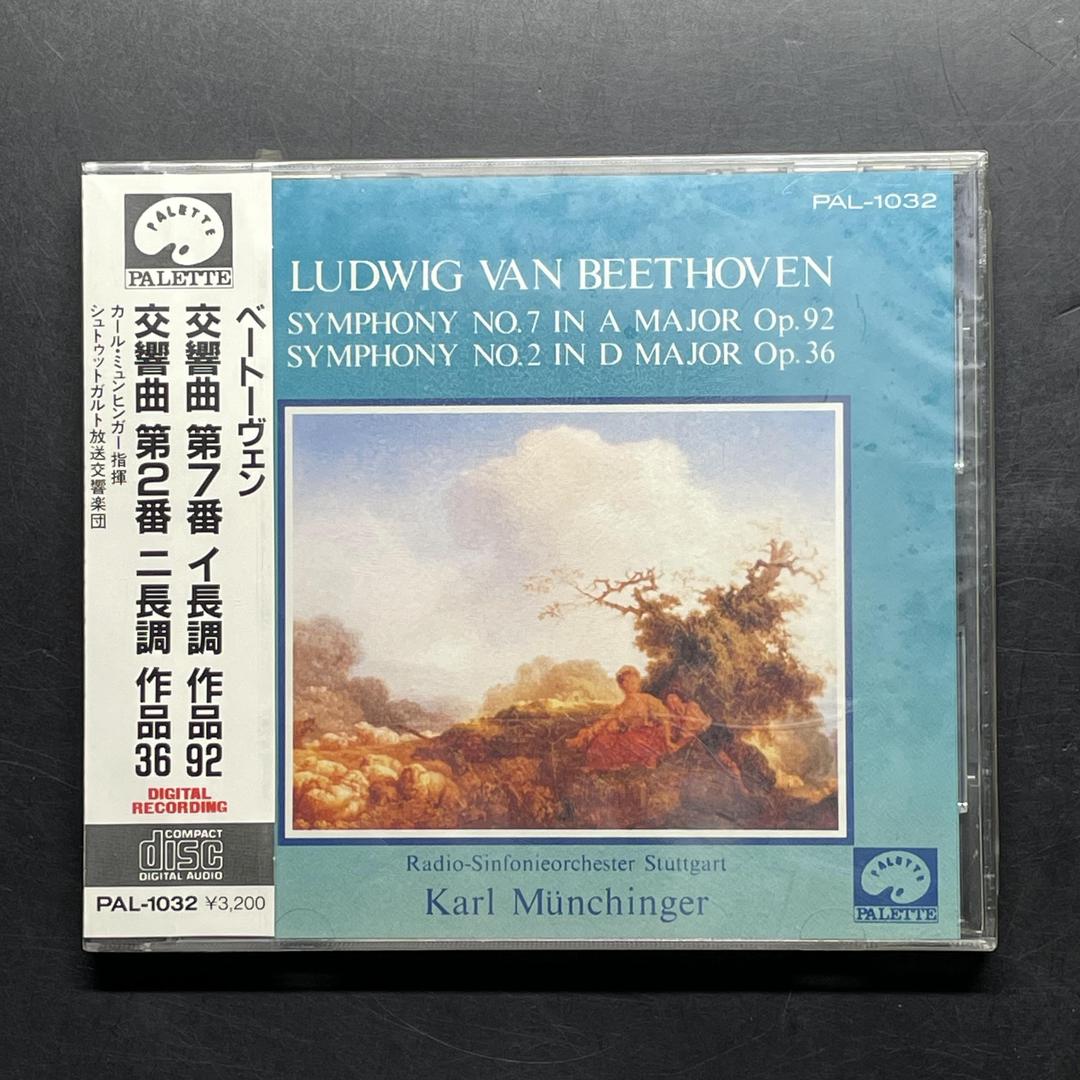 PALETTE
PALETTE
ベートーヴェン
交響曲 第7番 イ長調 作品92
交響曲 第2番 ニ長調 作品36
カール・ミュンヒンガー指揮
シュトゥットガルト放送交響楽団
DIGITAL
RECORDING
COMPACT
disc
DIGITAL AUDIO
PAL-1032 ¥3,200
PAL-1032
LUDWIG VAN BEETHOVEN
SYMPHONY NO.7 IN A MAJOR Op.92
SYMPHONY NO.2 IN D MAJOR Op.36
Radio-Sinfonieorchester Stuttgart
Karl Münchinger
PALETTE
PALETTE